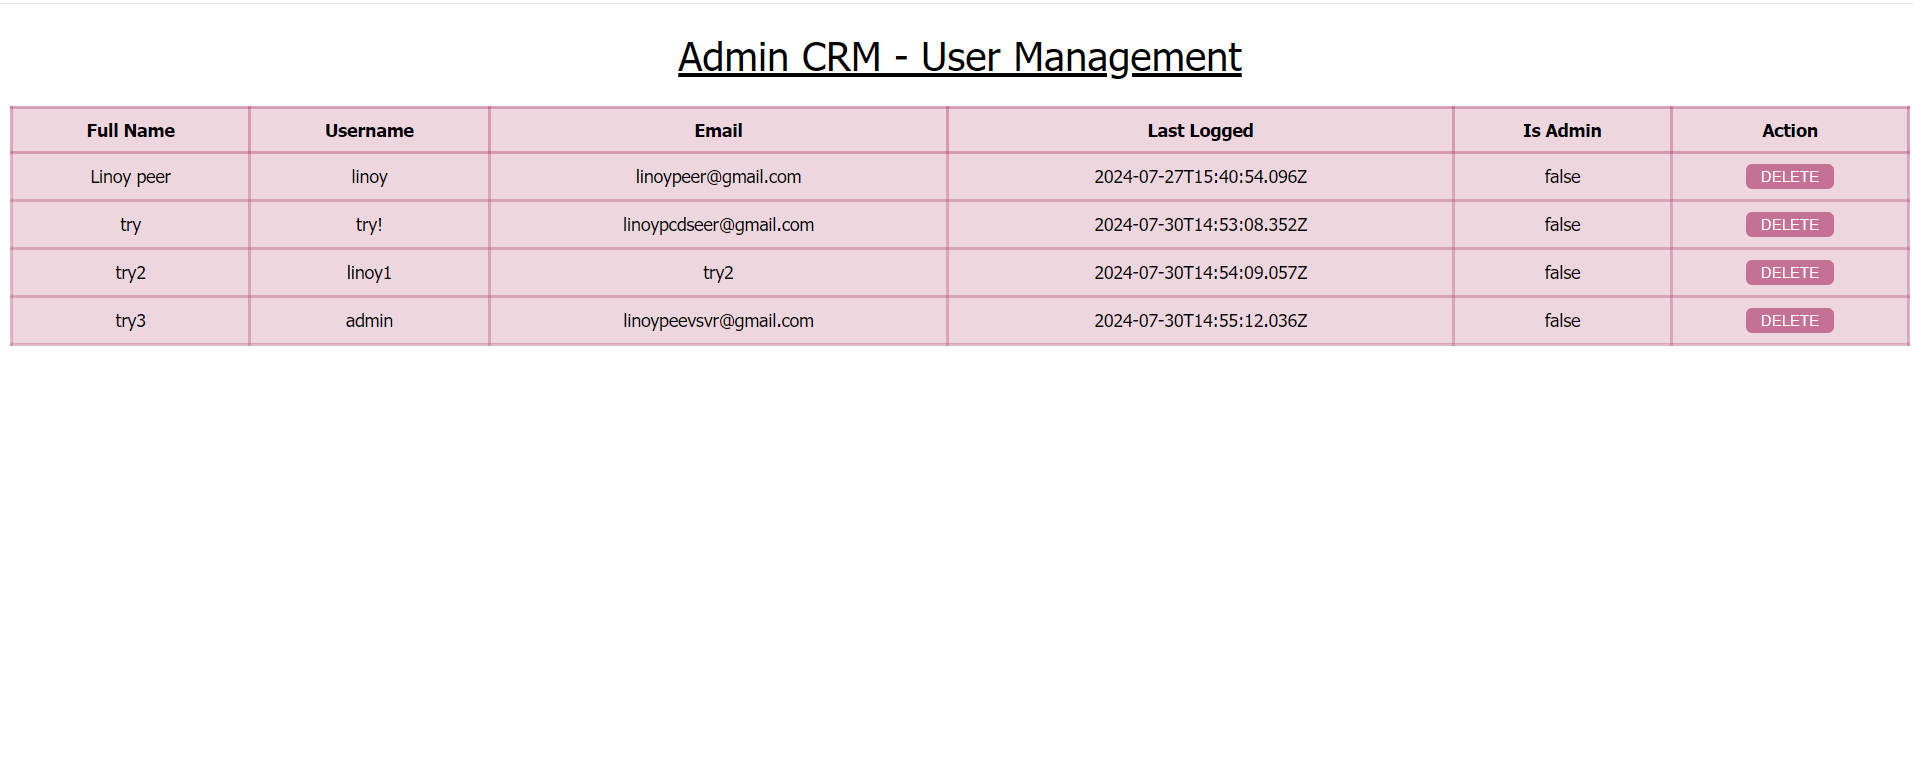 Admin CRM - User Management
Full Name Username Email Last Logged Is Admin Action
Linoy peer linoy linoypeer@gmail.com 2024-07-27T15:40:54.096Z false DELETE
try try! linoypcdseer@gmail.com 2024-07-30T14:53:08.352Z false DELETE
try2 linoy1 try2 2024-07-30T14:54:09.057Z false DELETE
try3 admin linoypeevsvr@gmail.com 2024-07-30T14:55:12.036Z false DELETE